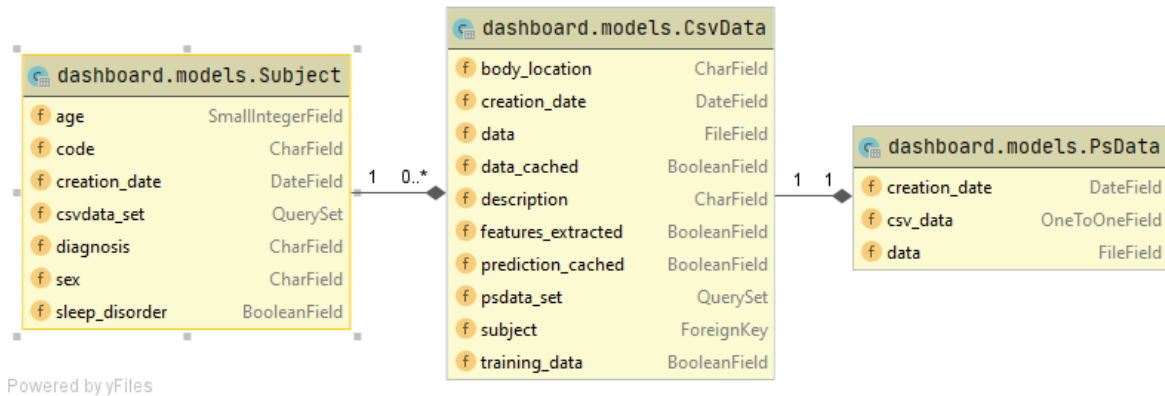 dashboard.models.Subject
age SmallIntegerField
code CharField
creation_date DateField
csvdata_set QuerySet
diagnosis CharField
sex CharField
sleep_disorder BooleanField
1 0..*
dashboard.models.CsvData
body_location CharField
creation_date DateField
data FileField
data_cached BooleanField
description CharField
features_extracted BooleanField
prediction_cached BooleanField
psdata_set QuerySet
subject ForeignKey
training_data BooleanField
1 1
dashboard.models.PsData
creation_date DateField
csv_data OneToOneField
data FileField
Powered by yFiles